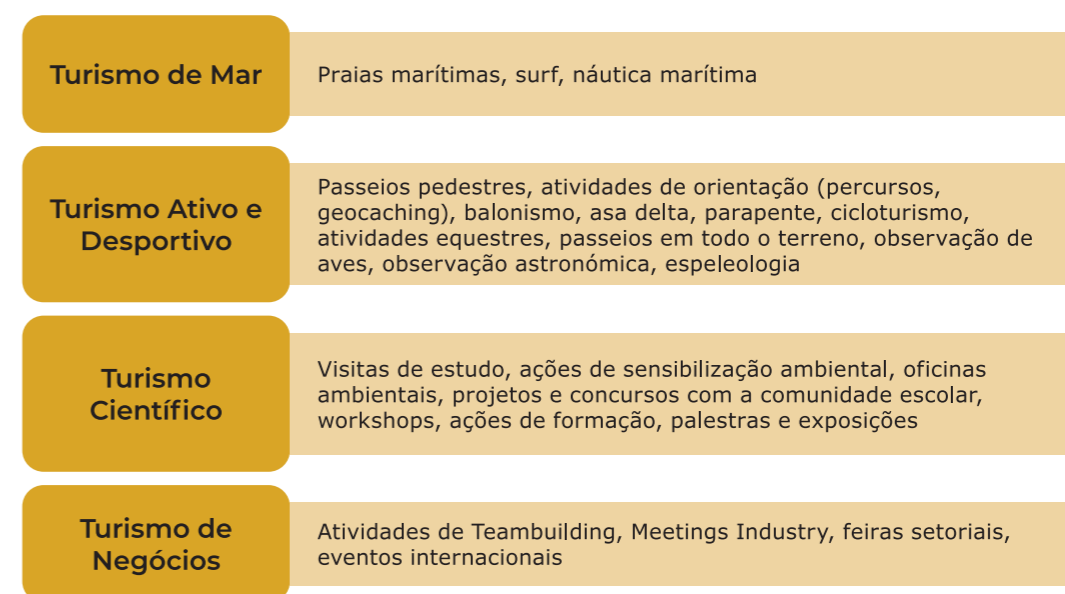 Turismo de Mar
Praias marítimas, surf, náutica marítima
Turismo Ativo e
Desportivo
Passeios pedestres, atividades de orientação (percursos,
geocaching), balonismo, asa delta, parapente, cicloturismo,
atividades equestres, passeios em todo o terreno, observação de
aves, observação astronómica, espeleologia
Turismo
Científico
Visitas de estudo, ações de sensibilização ambiental, oficinas
ambientais, projetos e concursos com a comunidade escolar,
workshops, ações de formação, palestras e exposições
Turismo de
Negócios
Atividades de Teambuilding, Meetings Industry, feiras setoriais,
eventos internacionais